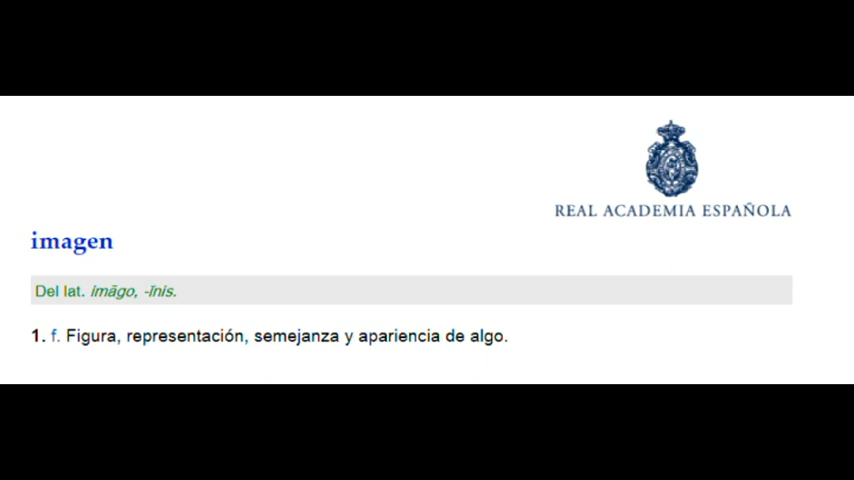 REAL ACADEMIA ESPAÑOLA
imagen
Del lat. imāgo, -ĭnis.
1. f. Figura, representación, semejanza y apariencia de algo.